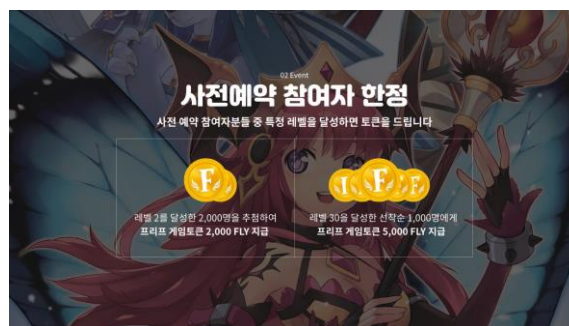 02 Event
사전예약 참여자 한정
사전 예약 참여자분들 중 특정 레벨을 달성하면 토큰을 드립니다
레벨 2를 달성한 2,000명을 추첨하여
프리프 게임토큰 2,000 FLY 지급
레벨 30을 달성한 선착순 1,000명에게
프리프 게임토큰 5,000 FLY 지급